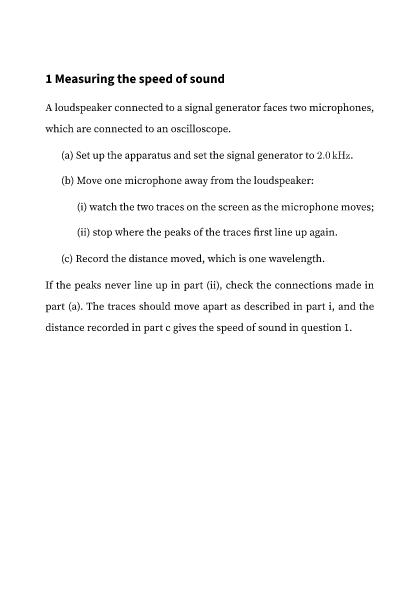 1 Measuring the speed of sound
A loudspeaker connected to a signal generator faces two microphones,
which are connected to an oscilloscope.
(a) Set up the apparatus and set the signal generator to 2.0 kHz.
(b) Move one microphone away from the loudspeaker:
(i) watch the two traces on the screen as the microphone moves;
(ii) stop where the peaks of the traces first line up again.
(c) Record the distance moved, which is one wavelength.
If the peaks never line up in part (ii), check the connections made in
part (a). The traces should move apart as described in part i, and the
distance recorded in part c gives the speed of sound in question 1.